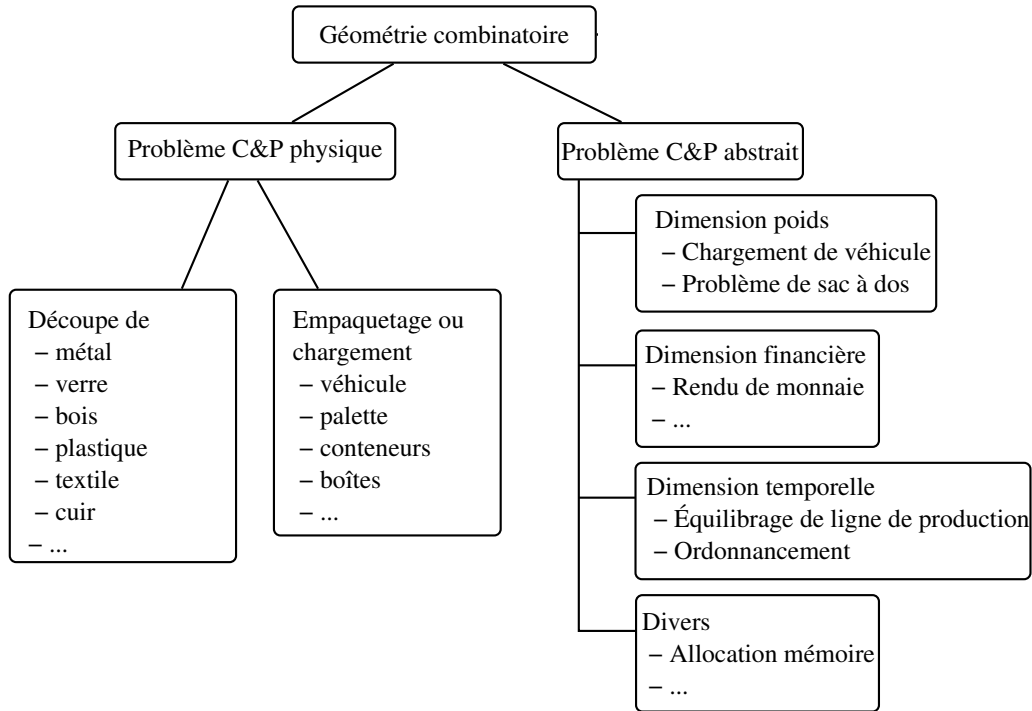 Géométrie combinatoire
Problème C&P physique
Problème C&P abstrait
Découpe de
– métal
– verre
– bois
– plastique
– textile
– cuir
– ...
Empaquetage ou
chargement
– véhicule
– palette
– conteneurs
– boîtes
– ...
Dimension poids
– Chargement de véhicule
– Problème de sac à dos
Dimension financière
– Rendu de monnaie
– ...
Dimension temporelle
– Équilibrage de ligne de production
– Ordonnancement
Divers
– Allocation mémoire
– ...